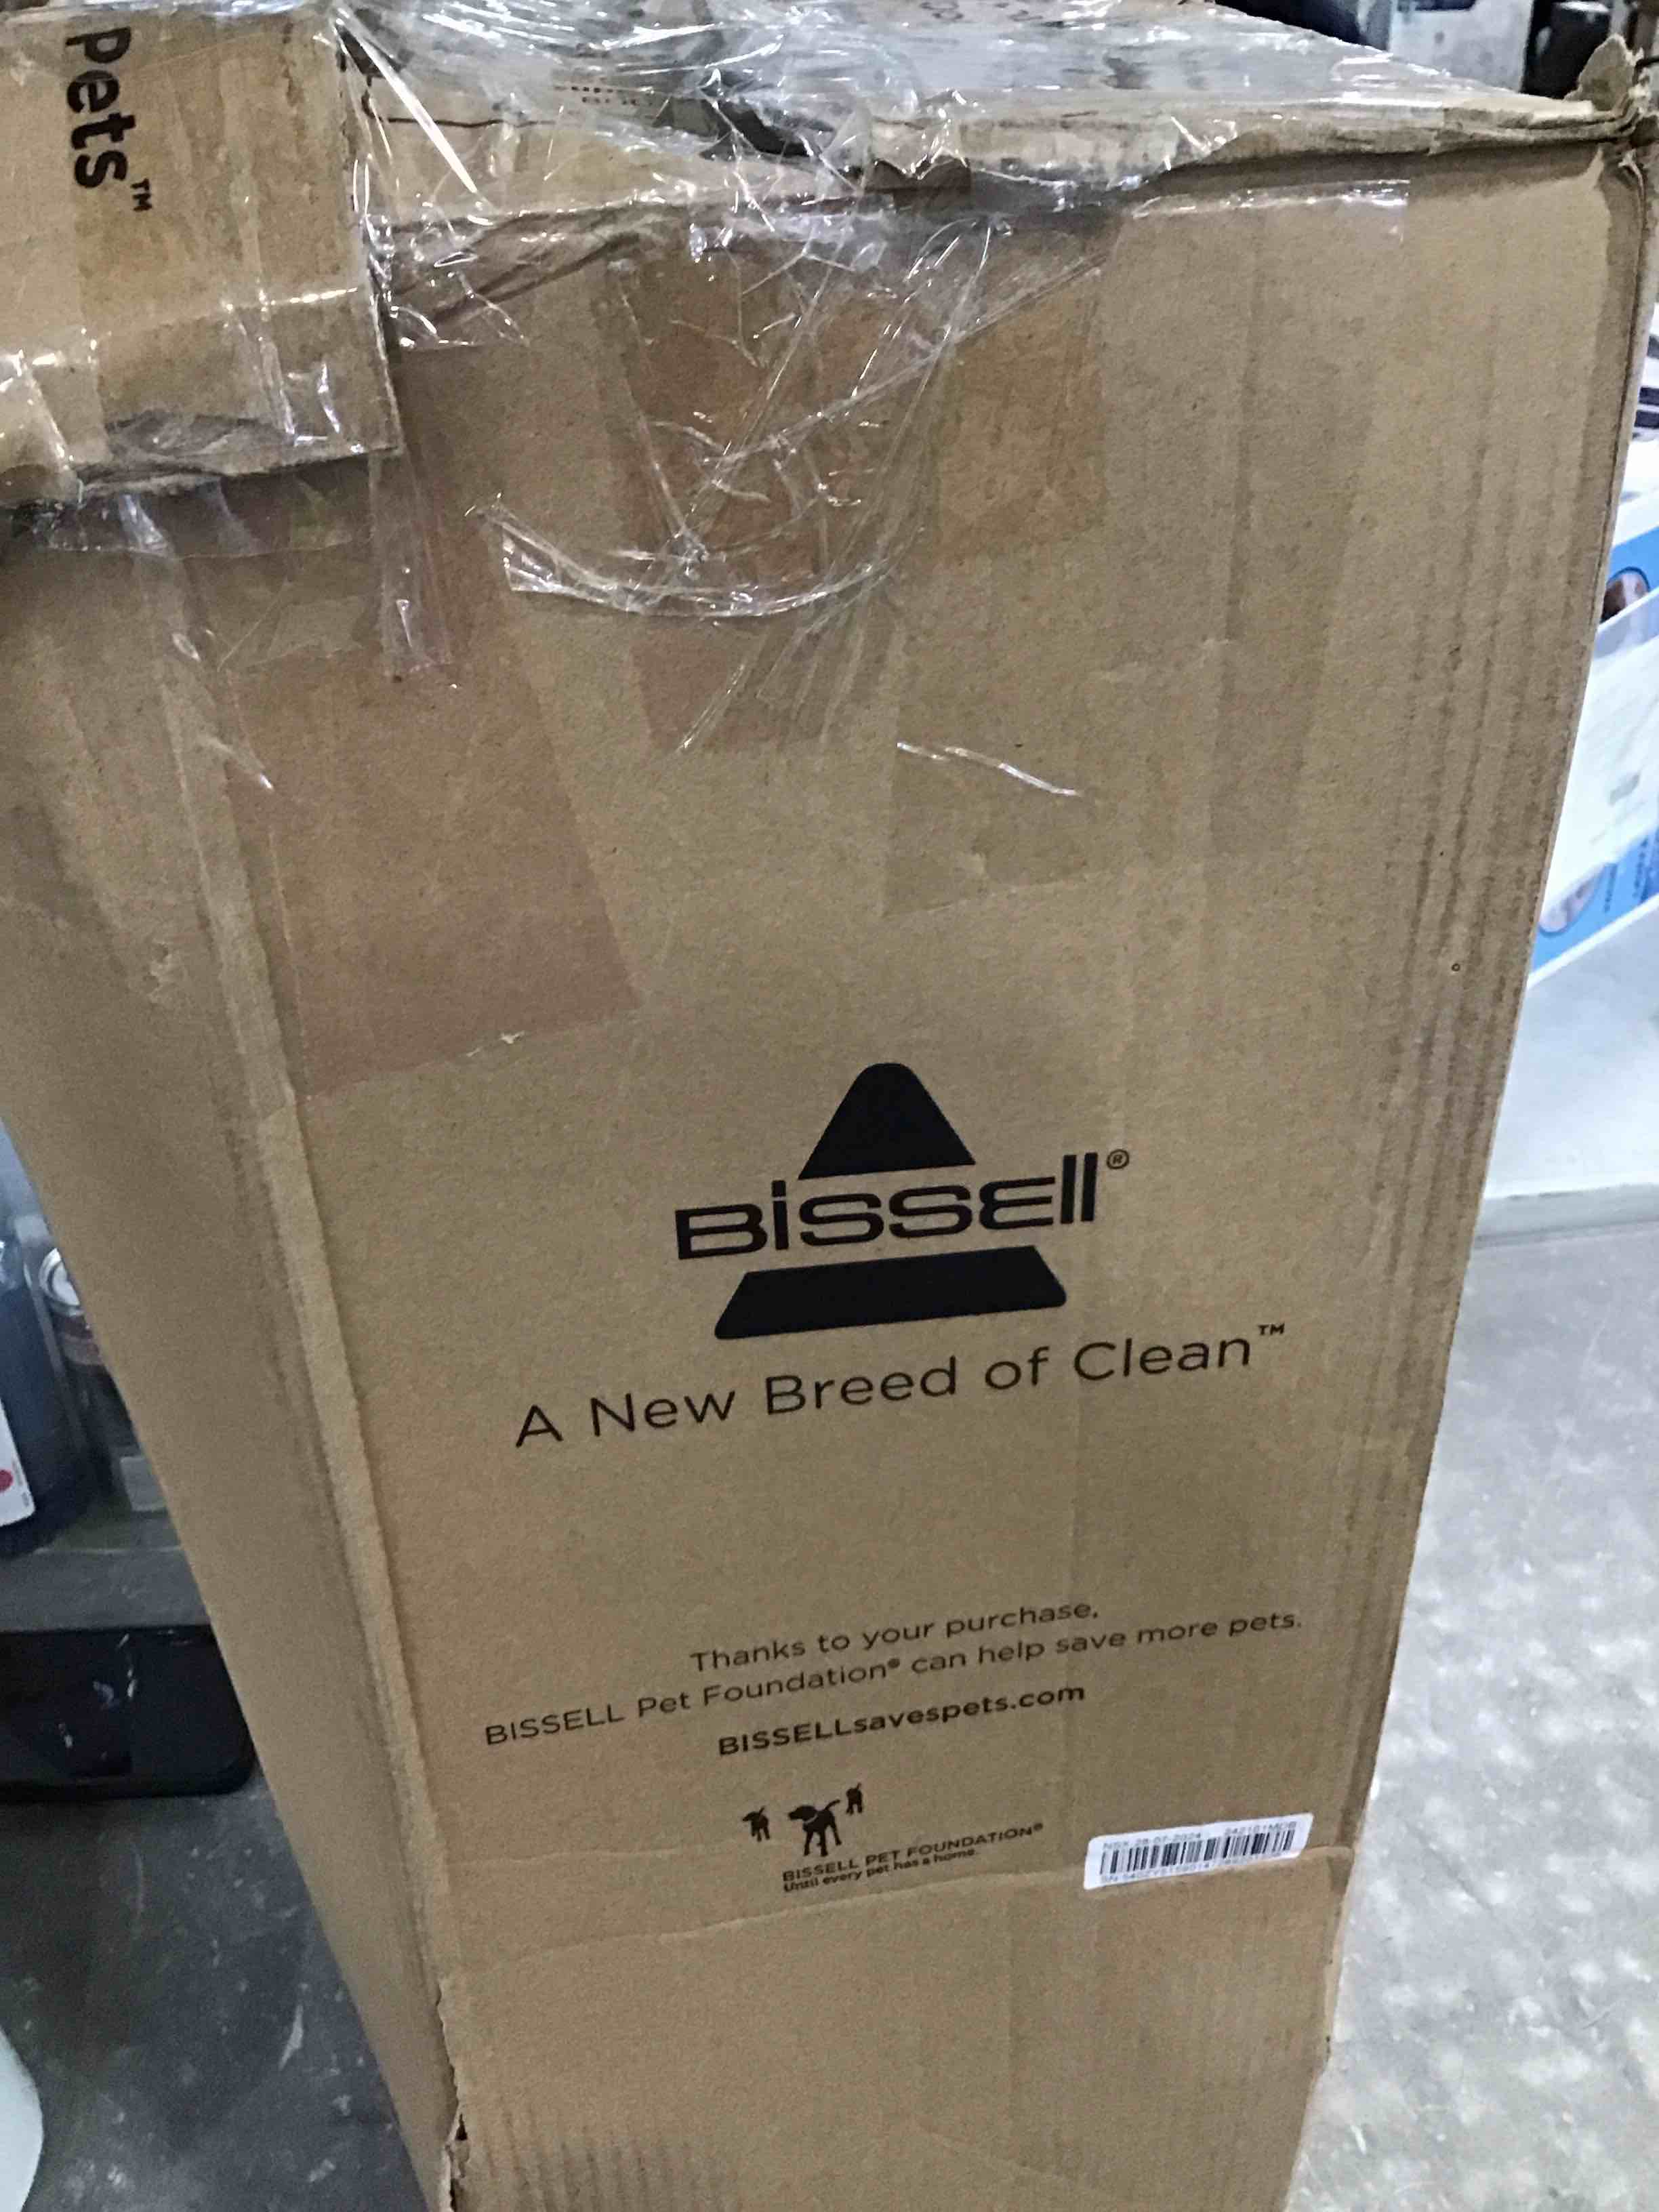 pets™
BISSELL®
A New Breed of Clean™
Thanks to your purchase,
BISSELL Pet Foundation® can help save more pets.
BISSELLsavespets.com
BISSELL PET FOUNDATION®
Until every pet has a home.